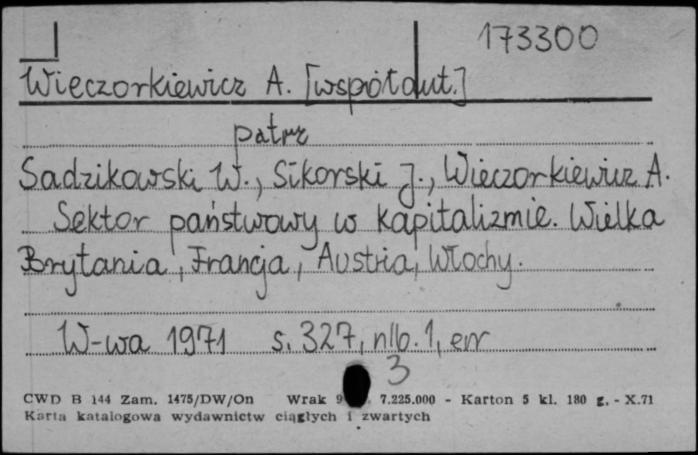 173300
Wieczorkiewicz A. [współaut.]
patrz
Sadzikowski W., Sikorski J., Wieczorkiewicz A.
Sektor państwowy w kapitalizmie. Wielka
Brytania, Francja, Austria, Włochy.
W-wa 1971 s. 327, nlb. 1, err
3
CWD B 144 Zam. 1475/DW/On Wrak 9 7.225.000 - Karton 5 kl. 180 g. - X.71
Karta katalogowa wydawnictw ciągłych i zwartych